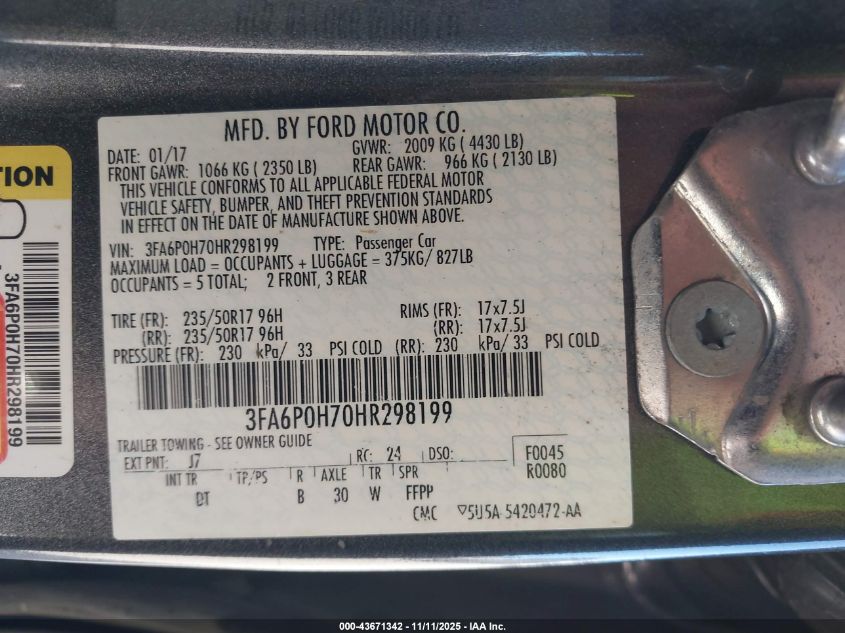 TION
3FA6P0H70HR298199
MFD. BY FORD MOTOR CO.
DATE: 01/17 GVWR: 2009 KG ( 4430 LB)
FRONT GAWR: 1066 KG ( 2350 LB) REAR GAWR: 966 KG ( 2130 LB)
THIS VEHICLE CONFORMS TO ALL APPLICABLE FEDERAL MOTOR
VEHICLE SAFETY, BUMPER, AND THEFT PREVENTION STANDARDS
IN EFFECT ON THE DATE OF MANUFACTURE SHOWN ABOVE.
VIN: 3FA6P0H70HR298199 TYPE: Passenger Car
MAXIMUM LOAD = OCCUPANTS + LUGGAGE = 375KG/ 827LB
OCCUPANTS = 5 TOTAL; 2 FRONT, 3 REAR
TIRE (FR): 235/50R17 96H RIMS (FR): 17x7.5J
(RR): 235/50R17 96H (RR): 17x7.5J
PRESSURE (FR): 230 kPa/ 33 PSI COLD (RR): 230 kPa/ 33 PSI COLD
3FA6P0H70HR298199
TRAILER TOWING - SEE OWNER GUIDE
EXT PNT: J7 RC: 24 DSO: F0045
R0080
INT TR TP/PS R AXLE TR SPR
DT B 30 W FFPP
CMC 5U5A-5420472-AA
000-43671342 - 11/11/2025 - IAA Inc.